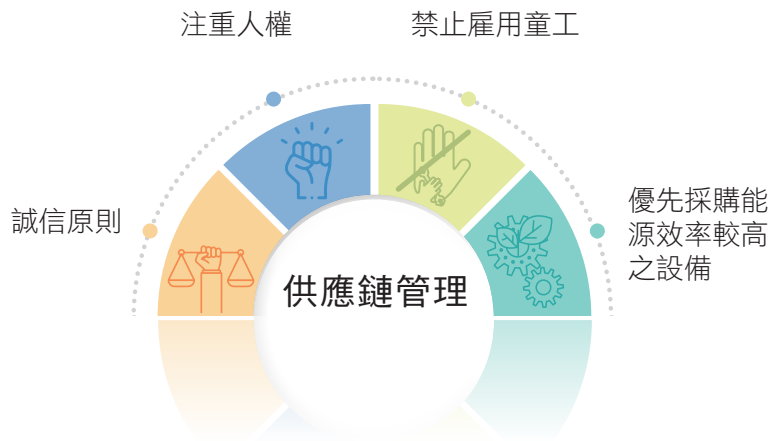 注重人權
禁止雇用童工
誠信原則
優先採購能
源效率較高
之設備
供應鏈管理